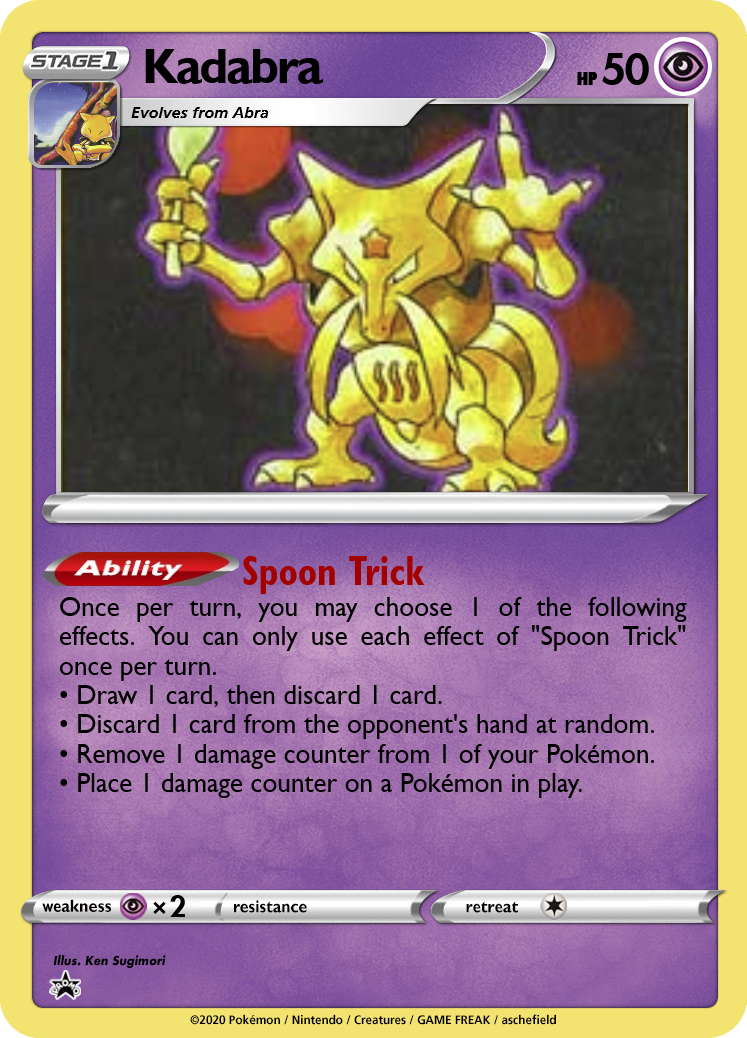 STAGE1
Kadabra
HP 50
Evolves from Abra
Ability Spoon Trick
Once per turn, you may choose 1 of the following
effects. You can only use each effect of "Spoon Trick"
once per turn.
• Draw 1 card, then discard 1 card.
• Discard 1 card from the opponent's hand at random.
• Remove 1 damage counter from 1 of your Pokémon.
• Place 1 damage counter on a Pokémon in play.
weakness ×2 resistance retreat
Illus. Ken Sugimori
PROMO
©2020 Pokémon / Nintendo / Creatures / GAME FREAK / aschefield